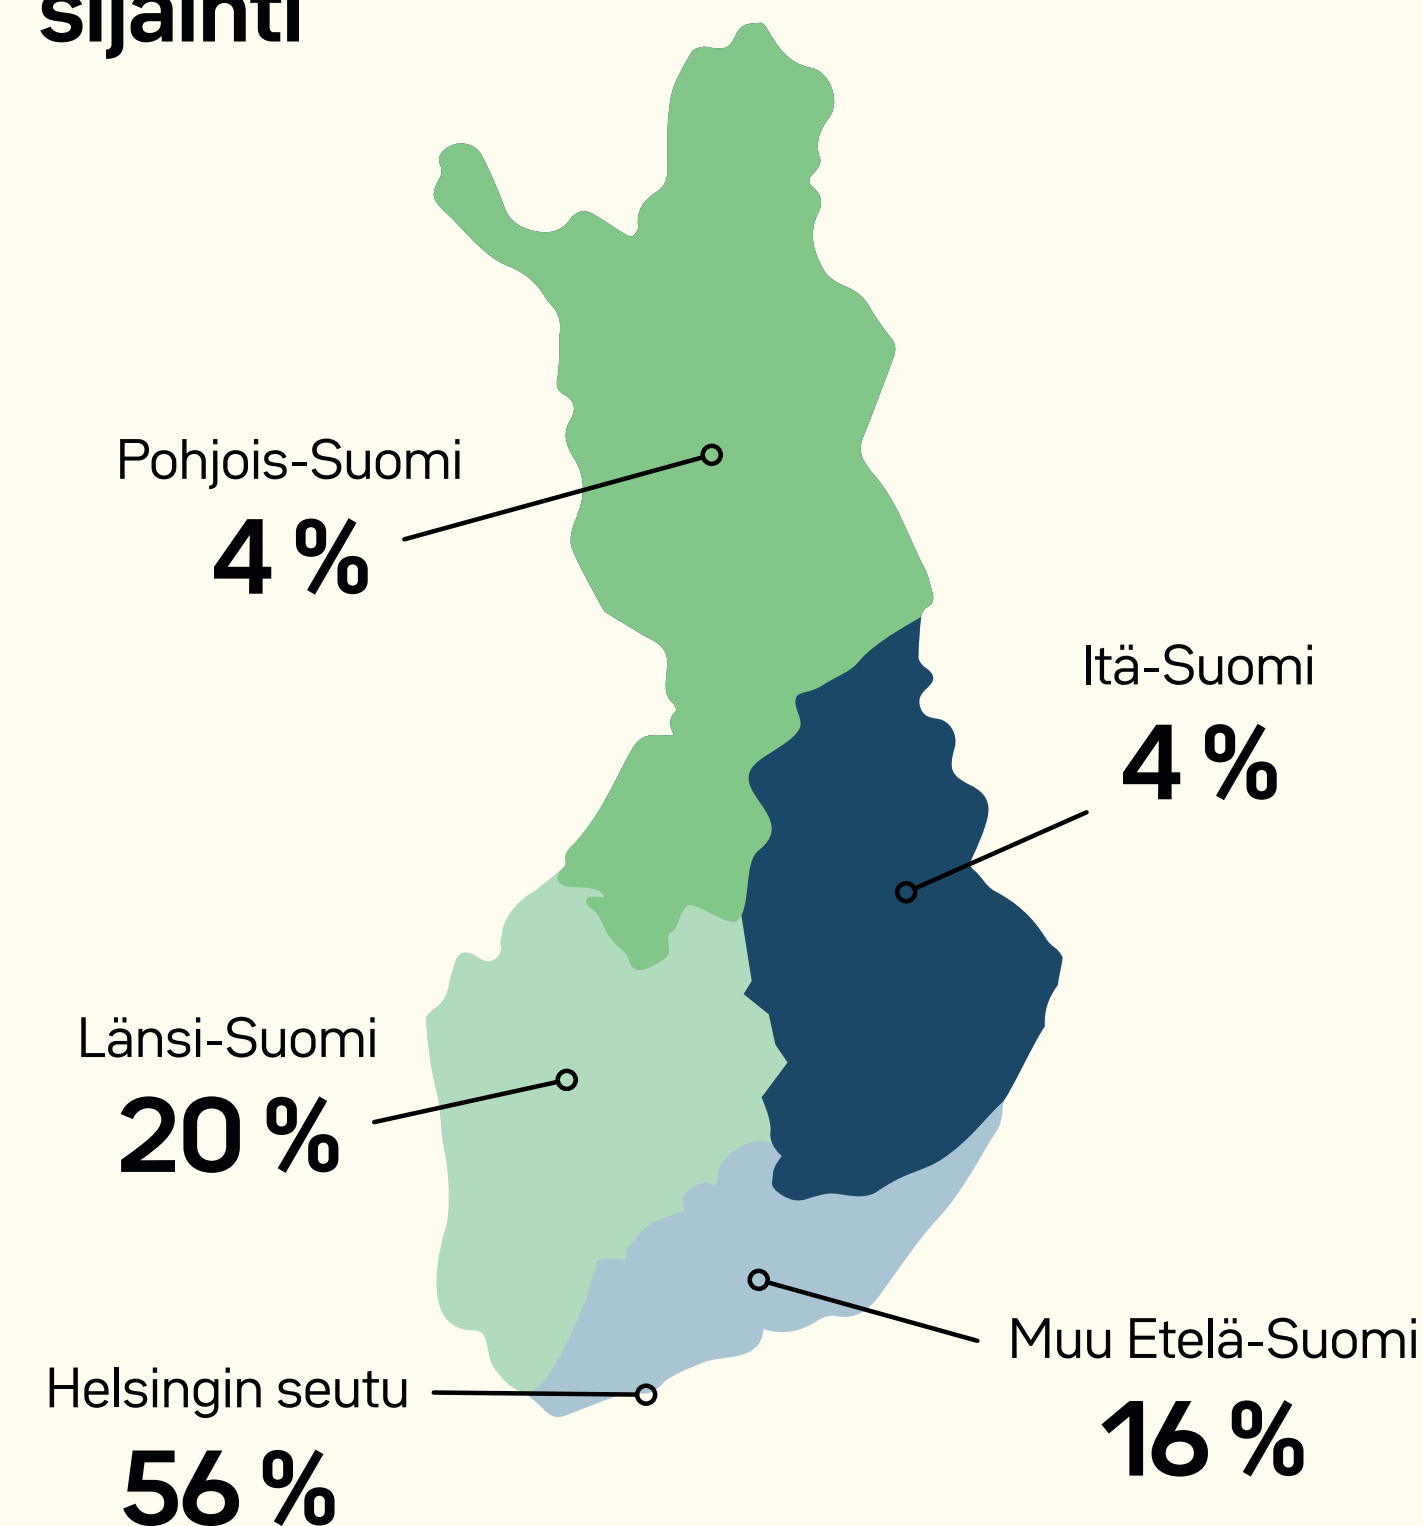 sijainti
Pohjois-Suomi
4 %
Itä-Suomi
4 %
Länsi-Suomi
20 %
Muu Etelä-Suomi
16 %
Helsingin seutu
56 %